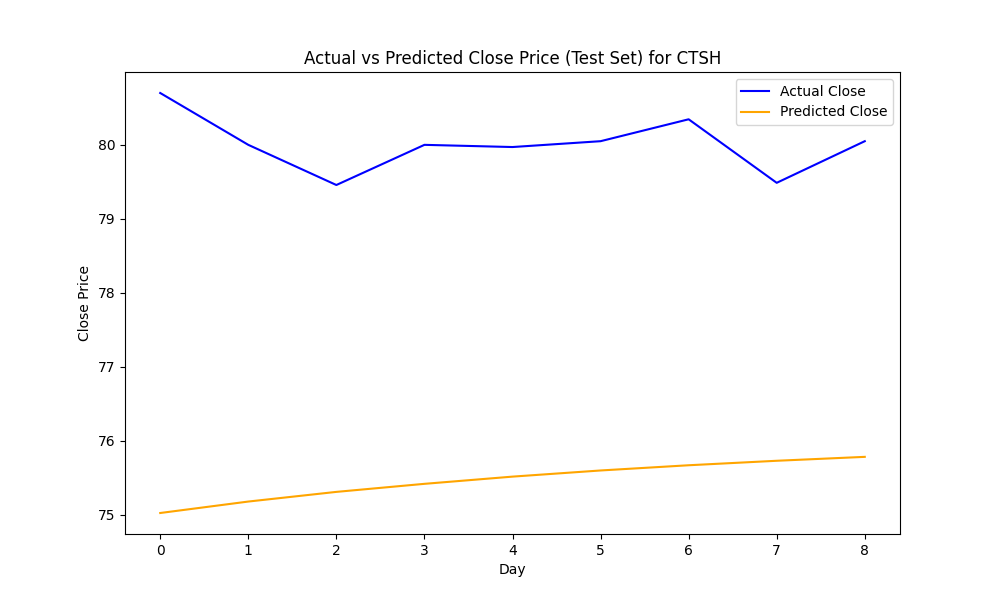 Actual vs Predicted Close Price (Test Set) for CTSH
Actual Close
Predicted Close
Close Price
80
79
78
77
76
75
0 1 2 3 4 5 6 7 8
Day